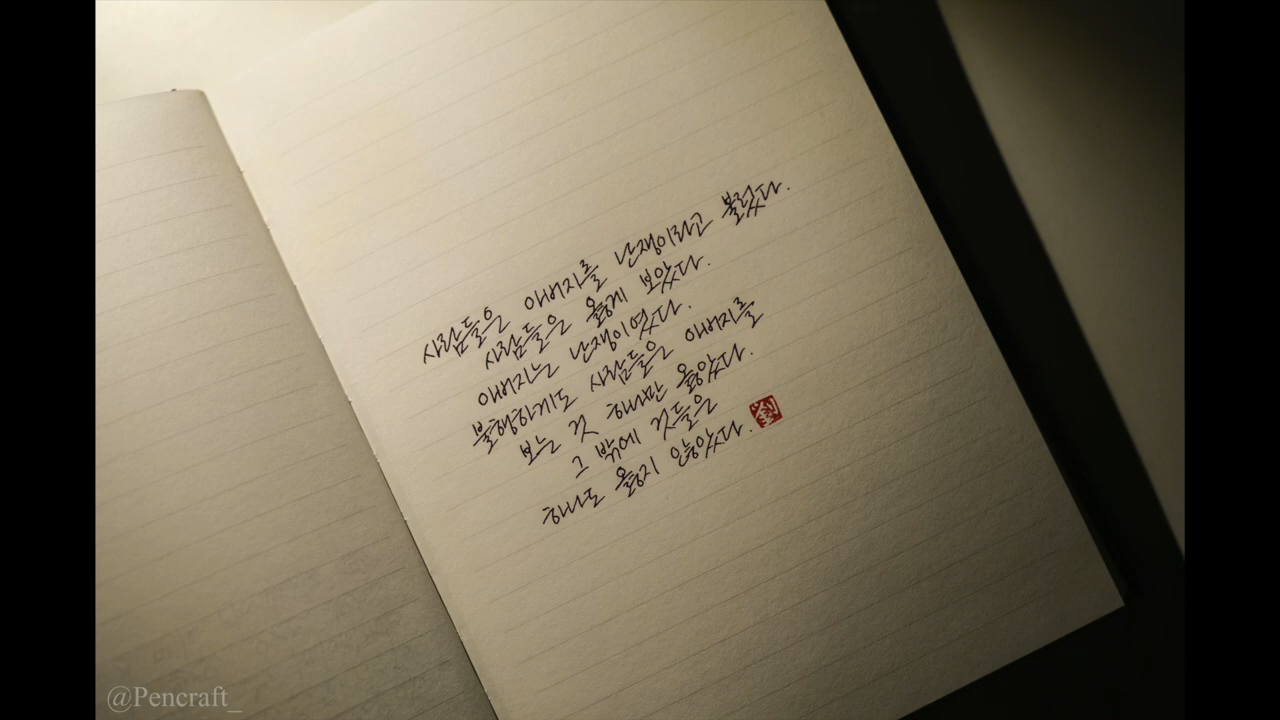 사람들은 아버지를 난쟁이라고 불렀다.
사람들은 옳게 보았다.
아버지는 난쟁이였다.
불행하게도 사람들은 아버지를
보는 것 하나만 옳았다.
그 밖에 것들은
하나도 옳지 않았다.
@Pencraft_